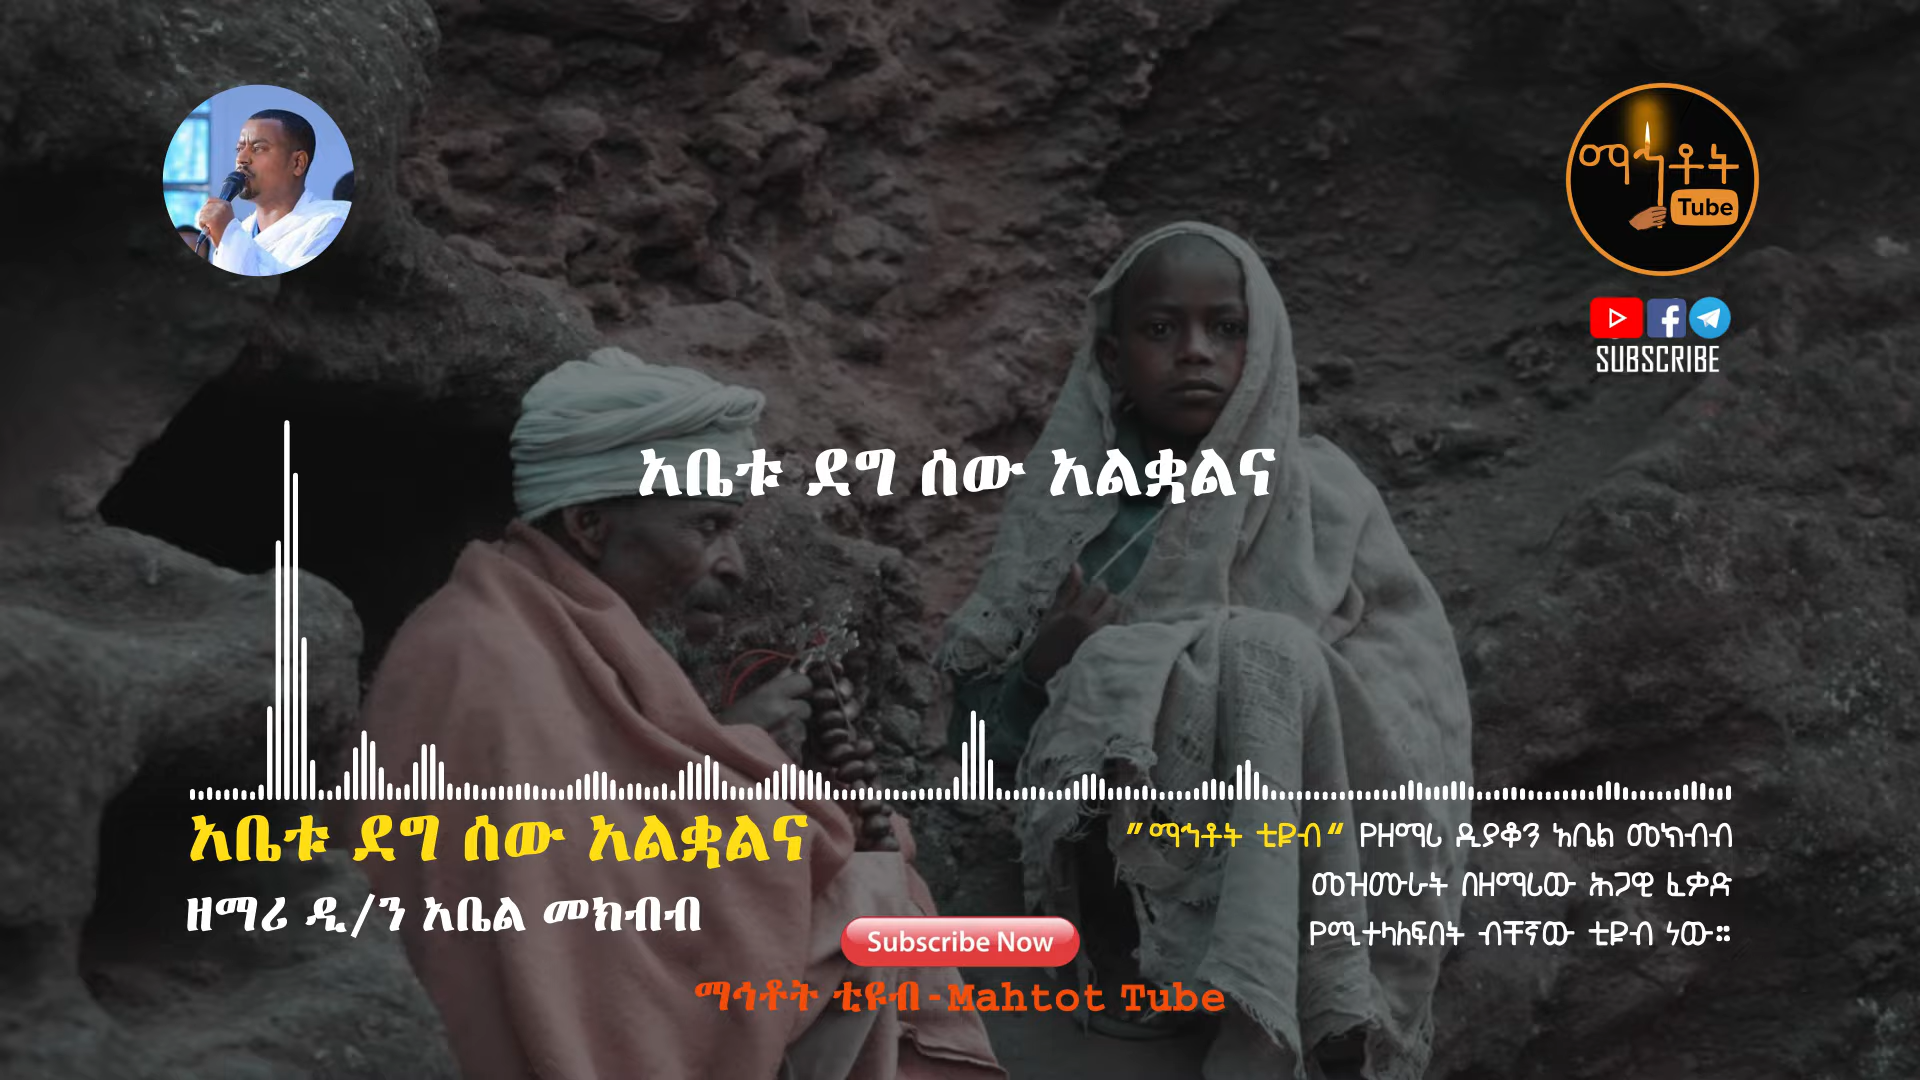 ማኅቶት
Tube
SUBSCRIBE
አቤቱ ደግ ሰው አልቋልና
አቤቱ ደግ ሰው አልቋልና
ዘማሪ ዲ/ን አቤል መክብብ
"ማኅቶት ቲዩብ" የዘማሪ ዲያቆን አቤል መክብብ
መዝሙራት በዘማሪው ሕጋዊ ፈቃድ
የሚተላለፍበት ብቸኛው ቲዩብ ነው።
Subscribe Now
ማኅቶት ቲዩብ-Mahtot Tube